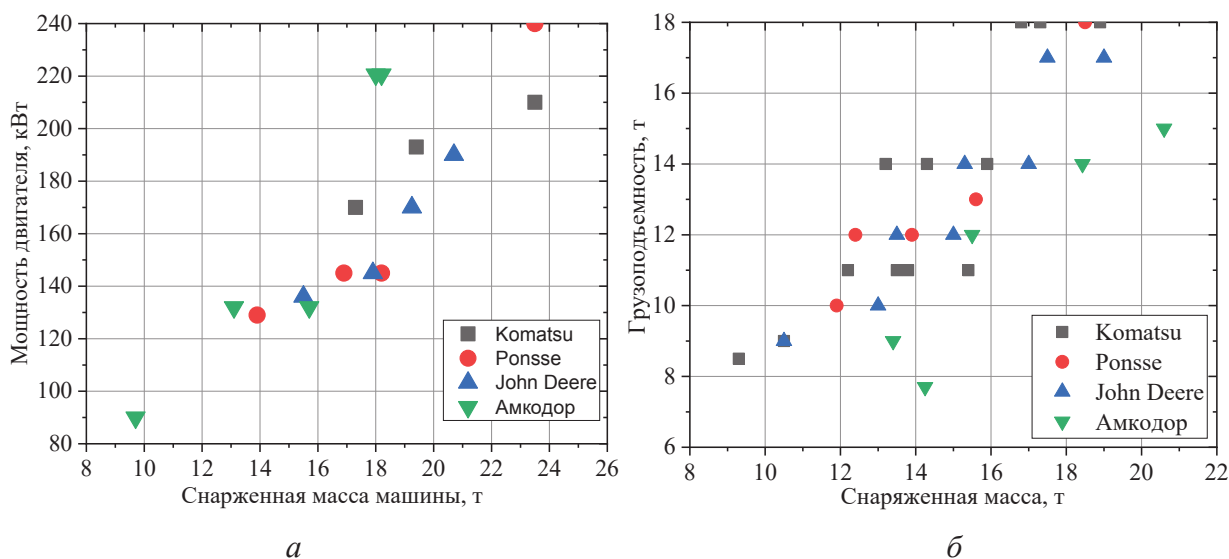 240
220
200
180
160
140
120
100
80
Мощность двигателя, кВт
Komatsu
Ponsse
John Deere
Амкодор
8 10 12 14 16 18 20 22 24 26
Снарженная масса машины, т
а
18
16
14
12
10
8
6
Грузоподъемность, т
Komatsu
Ponsse
John Deere
Амкодор
8 10 12 14 16 18 20 22
Снаряженная масса, т
б